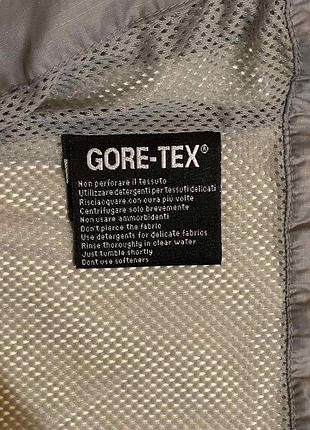 GORE-TEX®
Non perforare il tessuto
Utilizzare detergenti per tessuti delicati
Risciacquare con cura più volte
Centrifugare solo brevemente
Non usare ammorbidenti
Don't pierce the fabric
Use detergents for delicate fabrics
Rinse thoroughly in clear water
Just tumble shortly
Dont use softeners